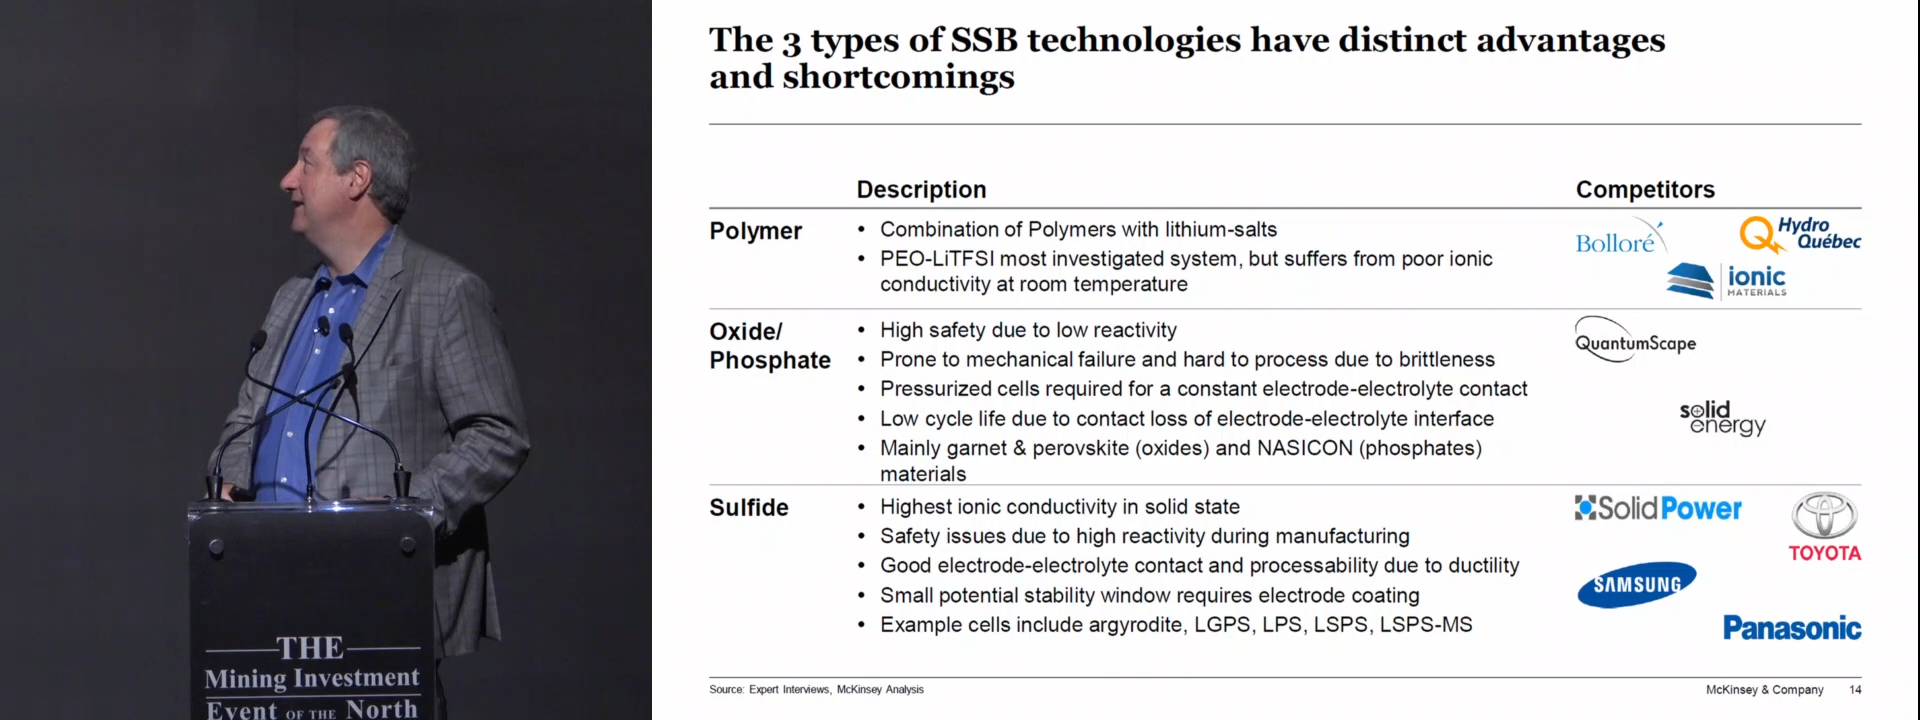 The 3 types of SSB technologies have distinct advantages
and shortcomings
Description
Competitors
Polymer
• Combination of Polymers with lithium-salts
• PEO-LiTFSI most investigated system, but suffers from poor ionic
conductivity at room temperature
Bolloré
Hydro
Québec
ionic
MATERIALS
Oxide/
Phosphate
• High safety due to low reactivity
• Prone to mechanical failure and hard to process due to brittleness
• Pressurized cells required for a constant electrode-electrolyte contact
• Low cycle life due to contact loss of electrode-electrolyte interface
• Mainly garnet & perovskite (oxides) and NASICON (phosphates)
materials
QuantumScape
solid
energy
Sulfide
• Highest ionic conductivity in solid state
• Safety issues due to high reactivity during manufacturing
• Good electrode-electrolyte contact and processability due to ductility
• Small potential stability window requires electrode coating
• Example cells include argyrodite, LGPS, LPS, LSPS, LSPS-MS
SolidPower
TOYOTA
SAMSUNG
Panasonic
Source: Expert Interviews, McKinsey Analysis
McKinsey & Company 14
THE
Mining Investment
Event OF THE North